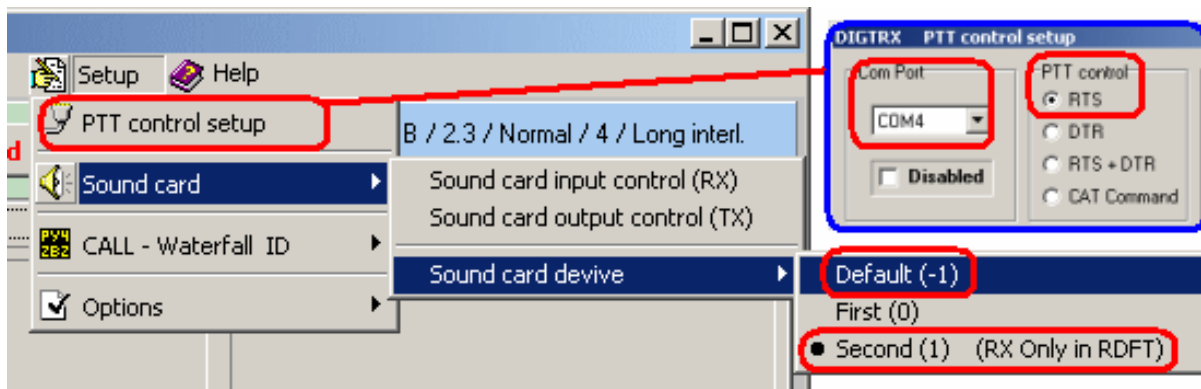 Setup Help
PTT control setup
Sound card
CALL - Waterfall ID
Options
d
B / 2.3 / Normal / 4 / Long interl.
Sound card input control (RX)
Sound card output control (TX)
Sound card devive
Default (-1)
First (0)
Second (1) (RX Only in RDFT)
DIGTRX PTT control setup
Com Port
COM4
Disabled
PTT control
RTS
DTR
RTS + DTR
CAT Command